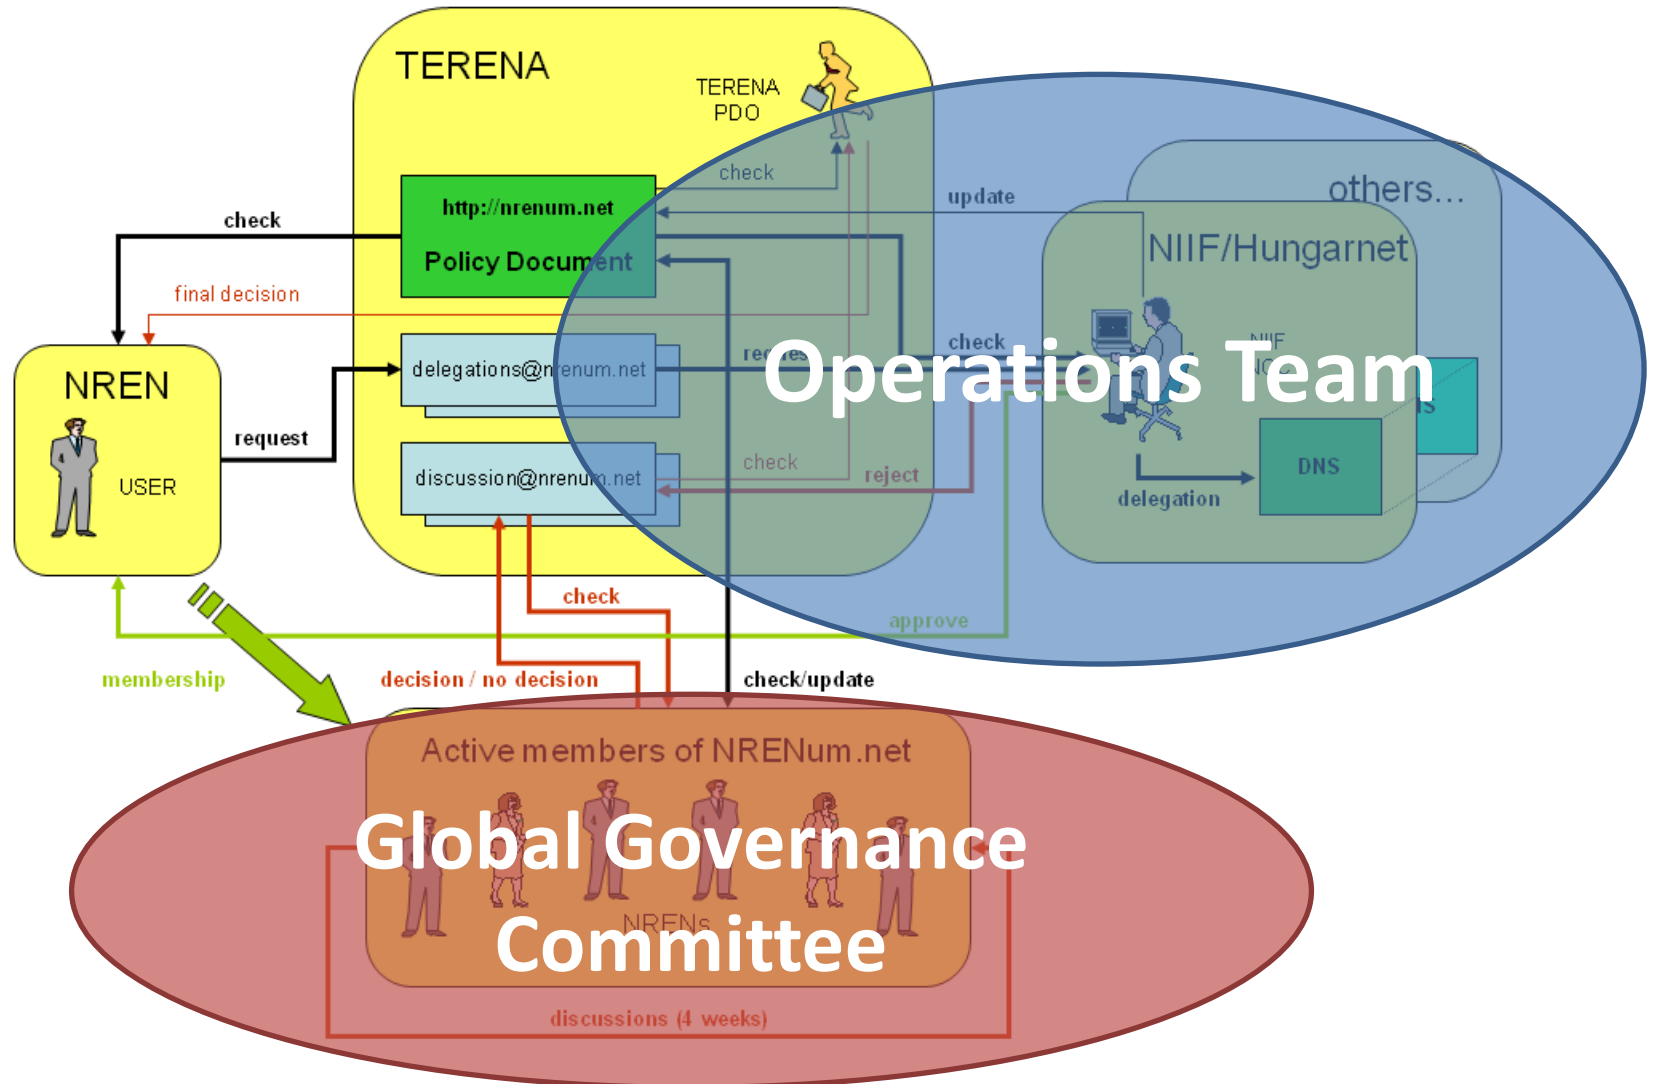 TERENA
TERENA
PDO
check
http://nrenum.net
Policy Document
check
update
others...
NIIF/Hungarnet
final decision
NREN
USER
request
delegations@nrenum.net
request
check
Operations Team
NIIF
discussion@nrenum.net
check
reject
delegation
DNS
check
approve
membership
decision / no decision
check/update
Active members of NRENum.net
Global Governance
NRENs
Committee
discussions (4 weeks)